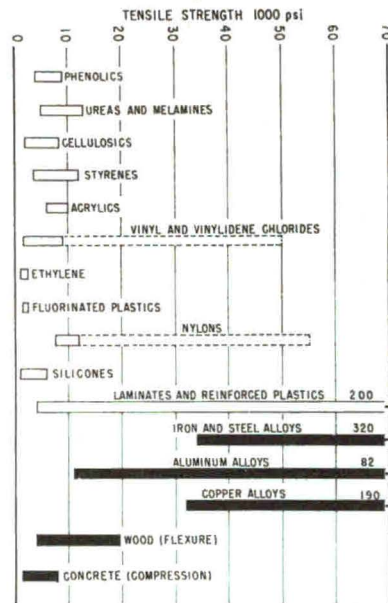 TENSILE STRENGTH 1000 psi
0 10 20 30 40 50 60 70
PHENOLICS
UREAS AND MELAMINES
CELLULOSICS
STYRENES
ACRYLICS
VINYL AND VINYLIDENE CHLORIDES
ETHYLENE
FLUORINATED PLASTICS
NYLONS
SILICONES
LAMINATES AND REINFORCED PLASTICS 200
IRON AND STEEL ALLOYS 320
ALUMINUM ALLOYS 82
COPPER ALLOYS 190
WOOD (FLEXURE)
CONCRETE (COMPRESSION)